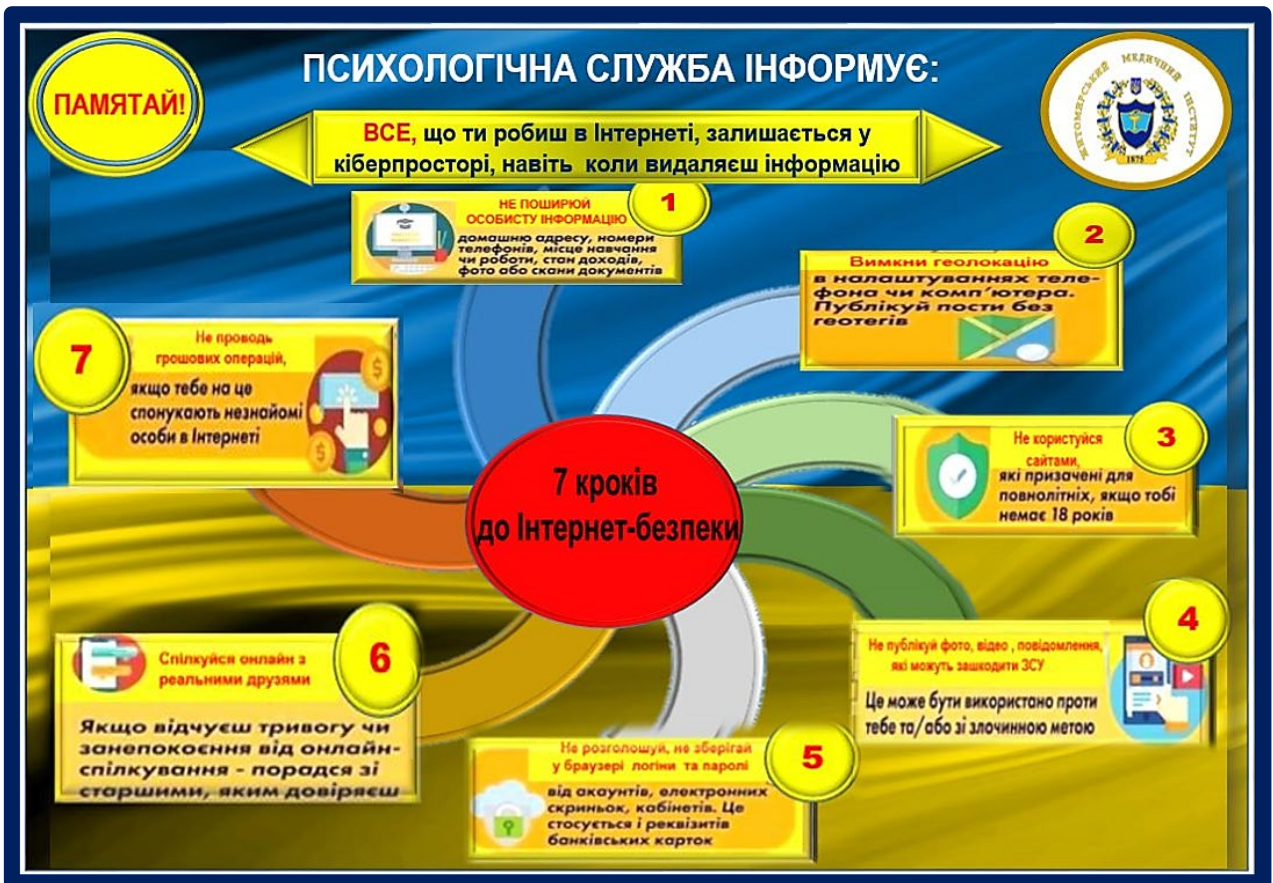 ПАМЯТАЙ!
ПСИХОЛОГІЧНА СЛУЖБА ІНФОРМУЄ:
ЖИТОМИРСЬКИЙ МЕДИЧНИЙ ІНСТИТУТ
1875
ВСЕ, що ти робиш в Інтернеті, залишається у
кіберпросторі, навіть коли видаляєш інформацію
1
НЕ ПОШИРЮЙ
ОСОБИСТУ ІНФОРМАЦІЮ
домашню адресу, номери
телефонів, місце навчання
чи роботи, стан доходів,
фото або скани документів
2
Вимкни геолокацію
в налаштуваннях теле-
фона чи комп'ютера.
Публікуй пости без
геотегів
3
Не користуйся
сайтами,
які призачені для
повнолітніх, якщо тобі
немає 18 років
4
Не публікуй фото, відео , повідомлення,
які можуть зашкодити ЗСУ
Це може бути використано проти
тебе та/або зі злочинною метою
5
Не розголошуй, не зберігай
у браузері логіни та паролі
від акаунтів, електронних
скриньок, кабінетів. Це
стосується і реквізитів
банківських карток
6
Спілкуйся онлайн з
реальними друзями
Якщо відчуєш тривогу чи
занепокоєння від онлайн-
спілкування - порадся зі
старшими, яким довіряєш
7
Не проводь
грошових операцій,
якщо тебе на це
спонукають незнайомі
особи в Інтернеті
7 кроків
до Інтернет-безпеки